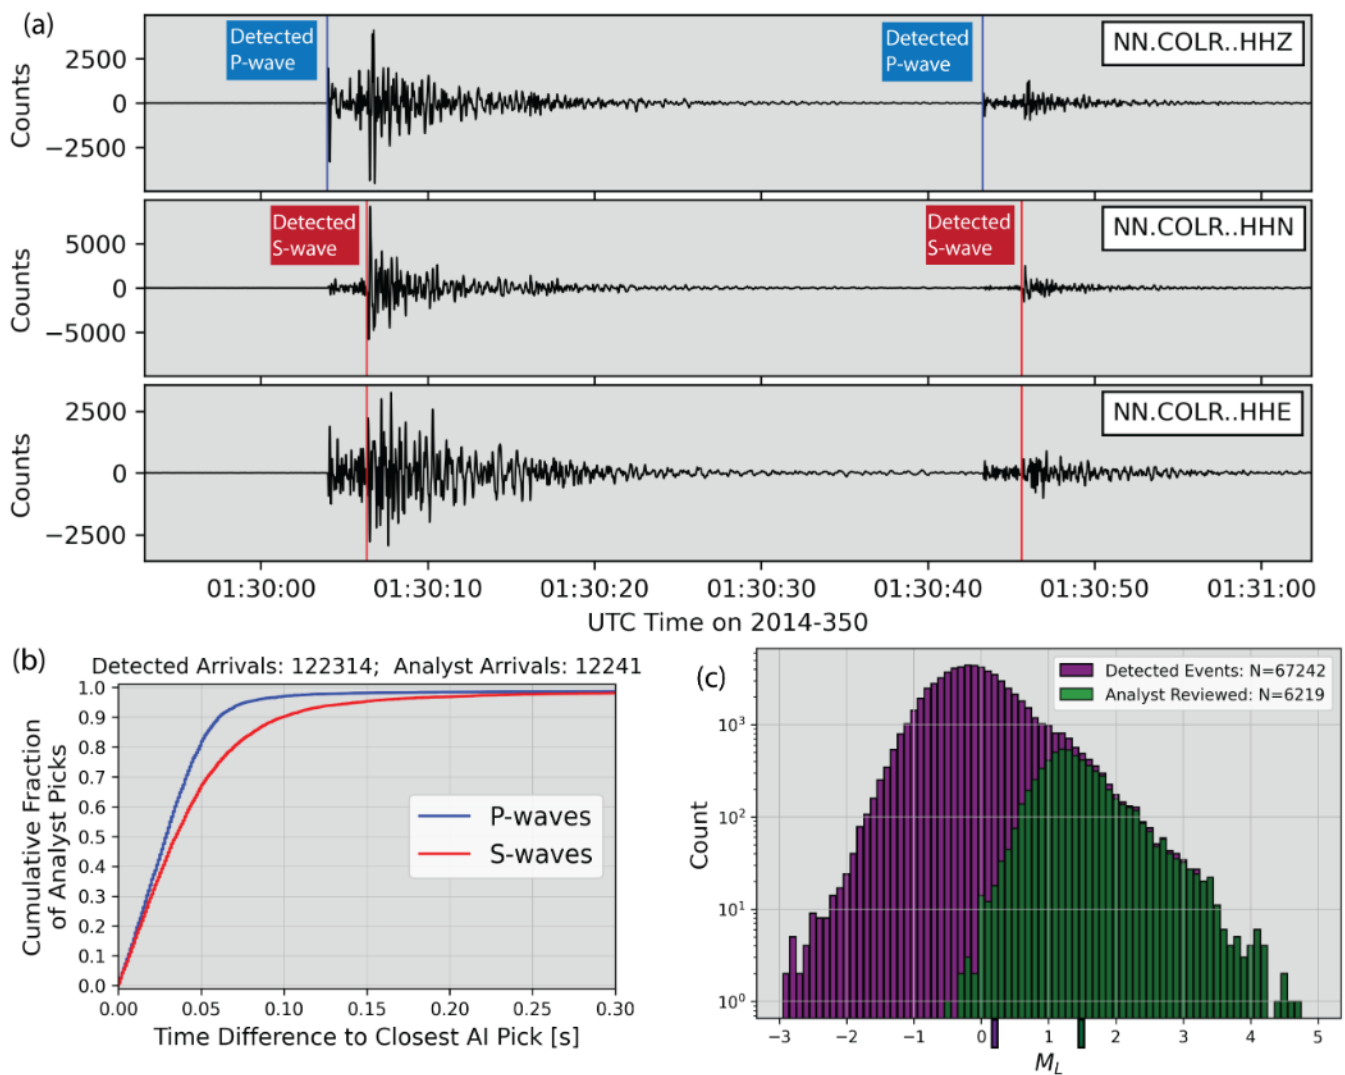 (a)
Detected
P-wave
Detected
P-wave
NN.COLR..HHZ
Counts
2500
0
−2500
Detected
S-wave
Detected
S-wave
NN.COLR..HHN
Counts
5000
0
−5000
NN.COLR..HHE
Counts
2500
0
−2500
01:30:00 01:30:10 01:30:20 01:30:30 01:30:40 01:30:50 01:31:00
UTC Time on 2014-350
(b)
Detected Arrivals: 122314; Analyst Arrivals: 12241
Cumulative Fraction
of Analyst Picks
1.0
0.9
0.8
0.7
0.6
0.5
0.4
0.3
0.2
0.1
0.0
P-waves
S-waves
0.00 0.05 0.10 0.15 0.20 0.25 0.30
Time Difference to Closest AI Pick [s]
(c)
Detected Events: N=67242
Analyst Reviewed: N=6219
Count
10³
10²
10¹
10⁰
−3 −2 −1 0 1 2 3 4 5
M_L